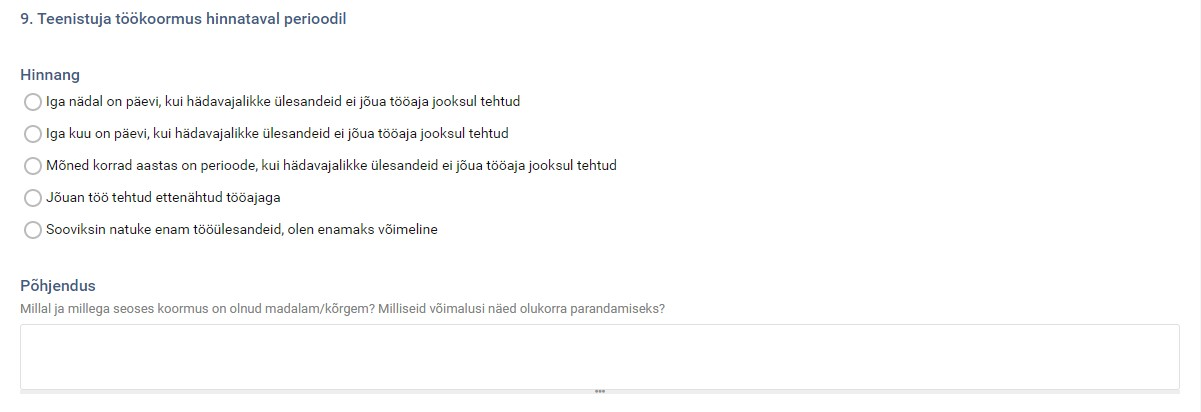 9. Teenistuja töökoormus hinnataval perioodil
Hinnang
Iga nädal on päevi, kui hädavajalikke ülesandeid ei jõua tööaja jooksul tehtud
Iga kuu on päevi, kui hädavajalikke ülesandeid ei jõua tööaja jooksul tehtud
Mõned korrad aastas on perioode, kui hädavajalikke ülesandeid ei jõua tööaja jooksul tehtud
Jõuan töö tehtud ettenähtud tööajaga
Sooviksin natuke enam tööülesandeid, olen enamaks võimeline
Põhjendus
Millal ja millega seoses koormus on olnud madalam/kõrgem? Milliseid võimalusi näed olukorra parandamiseks?